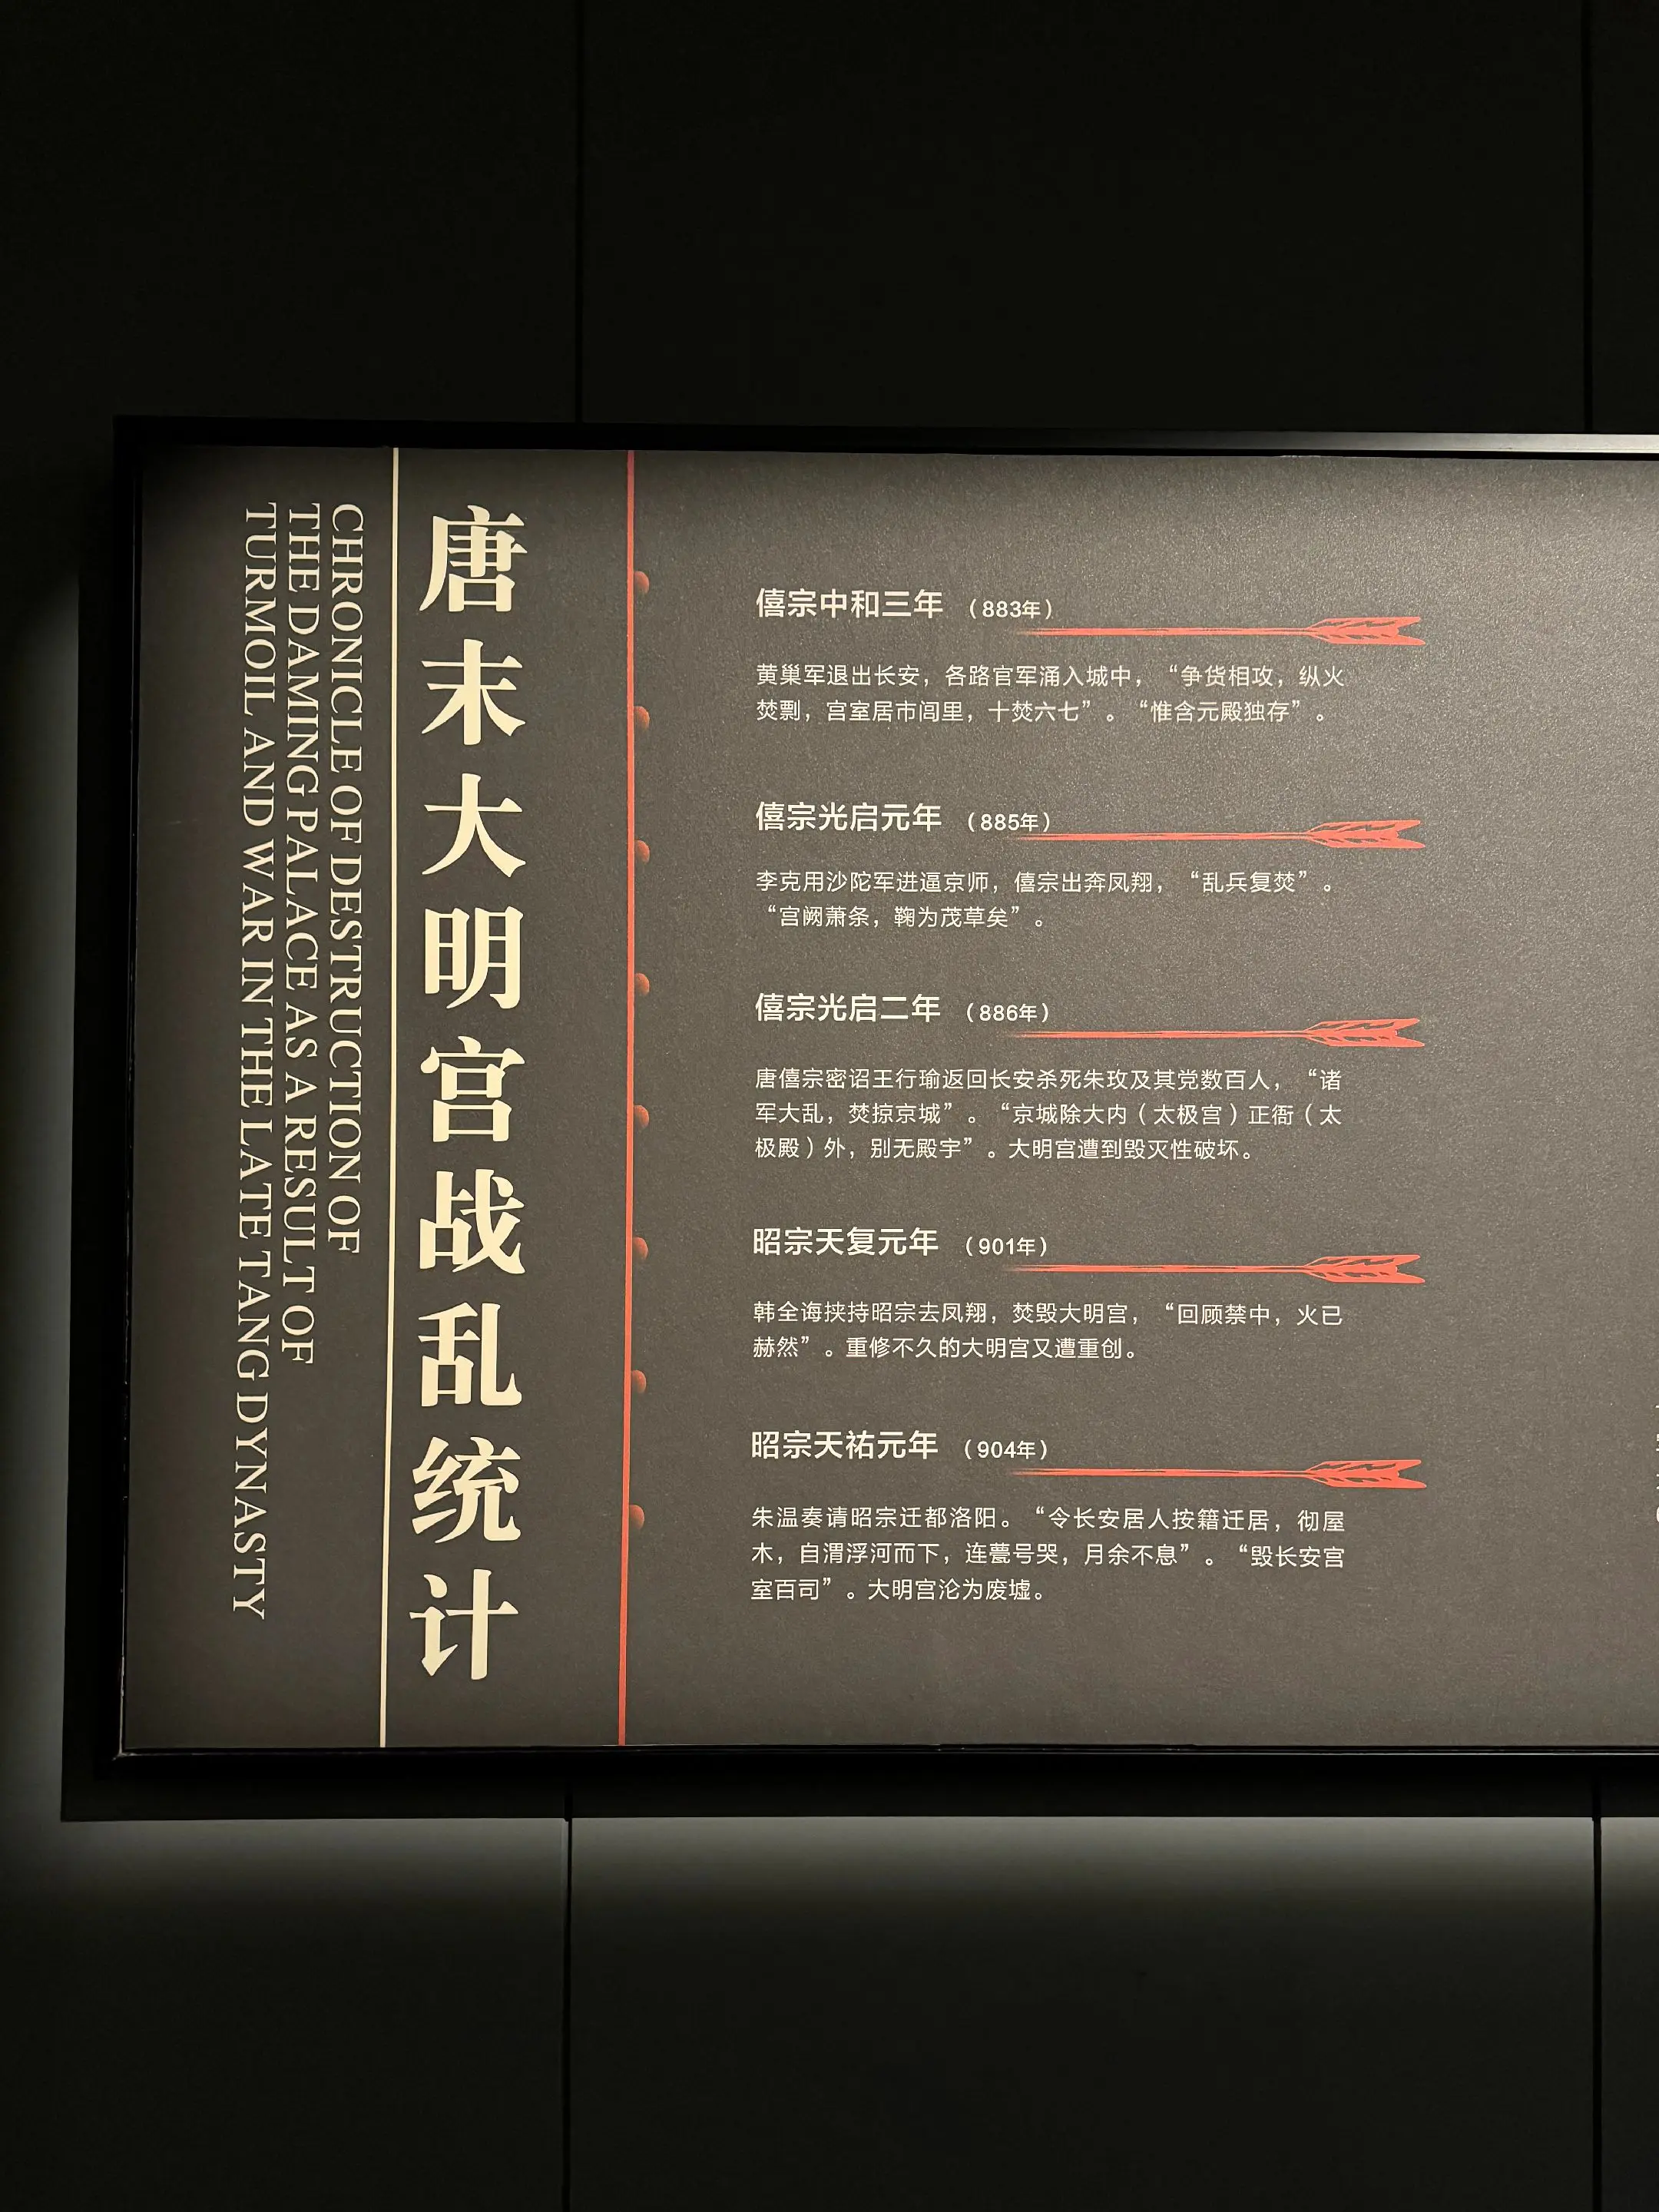 唐末大明宫战乱统计
CHRONICLE OF DESTRUCTION OF
THE DAMING PALACE AS A RESULT OF
TURMOIL AND WAR IN THE LATE TANG DYNASTY
僖宗中和三年（883年）
黄巢军退出长安，各路官军涌入城中，“争货相攻，纵火
焚剽，宫室居市闾里，十焚六七”。“惟含元殿独存”。
僖宗光启元年（885年）
李克用沙陀军进逼京师，僖宗出奔凤翔，“乱兵复焚”。
“宫阙萧条，鞠为茂草矣”。
僖宗光启二年（886年）
唐僖宗密诏王行瑜返回长安杀死朱玫及其党数百人，“诸
军大乱，焚掠京城”。“京城除大内（太极宫）正衙（太
极殿）外，别无殿宇”。大明宫遭到毁灭性破坏。
昭宗天复元年（901年）
韩全诲挟持昭宗去凤翔，焚毁大明宫，“回顾禁中，火已
赫然”。重修不久的大明宫又遭重创。
昭宗天祐元年（904年）
朱温奏请昭宗迁都洛阳。“令长安居人按籍迁居，彻屋
木，自渭浮河而下，连甍号哭，月余不息”。“毁长安宫
室百司”。大明宫沦为废墟。